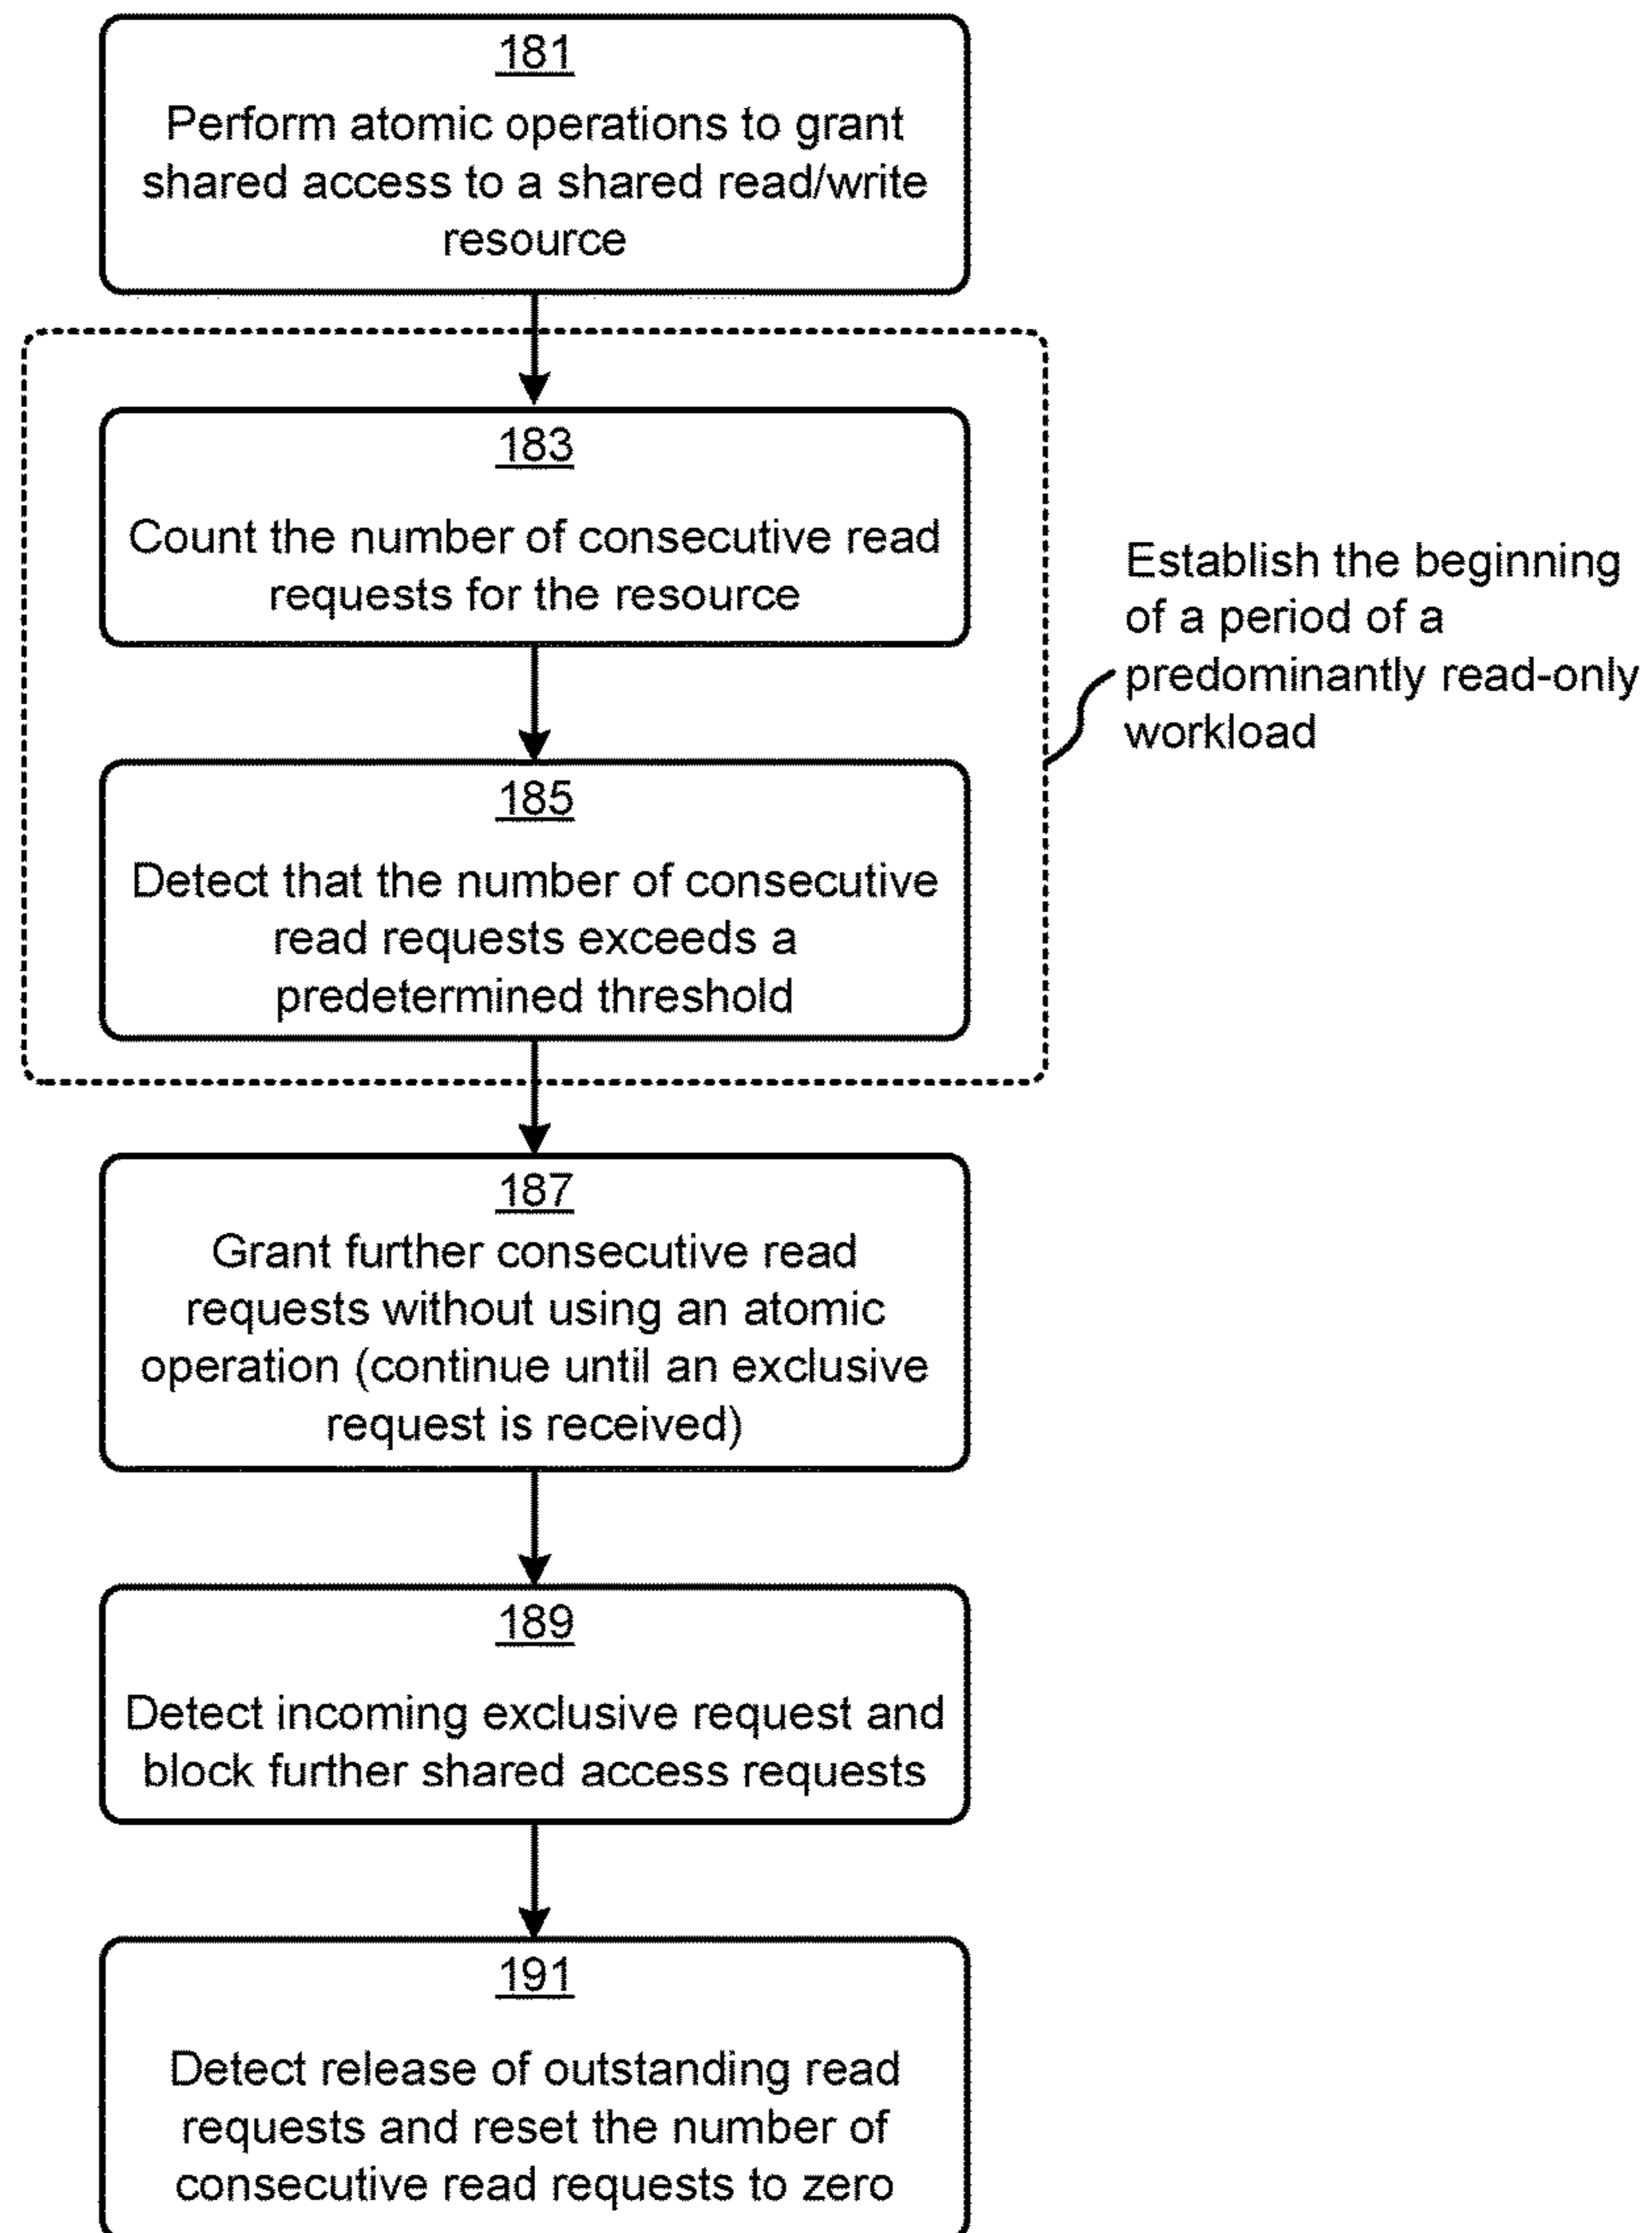 181
Perform atomic operations to grant
shared access to a shared read/write
resource
183
Count the number of consecutive read
requests for the resource
Establish the beginning
of a period of a
predominantly read-only
workload
185
Detect that the number of consecutive
read requests exceeds a
predetermined threshold
187
Grant further consecutive read
requests without using an atomic
operation (continue until an exclusive
request is received)
189
Detect incoming exclusive request and
block further shared access requests
191
Detect release of outstanding read
requests and reset the number of
consecutive read requests to zero